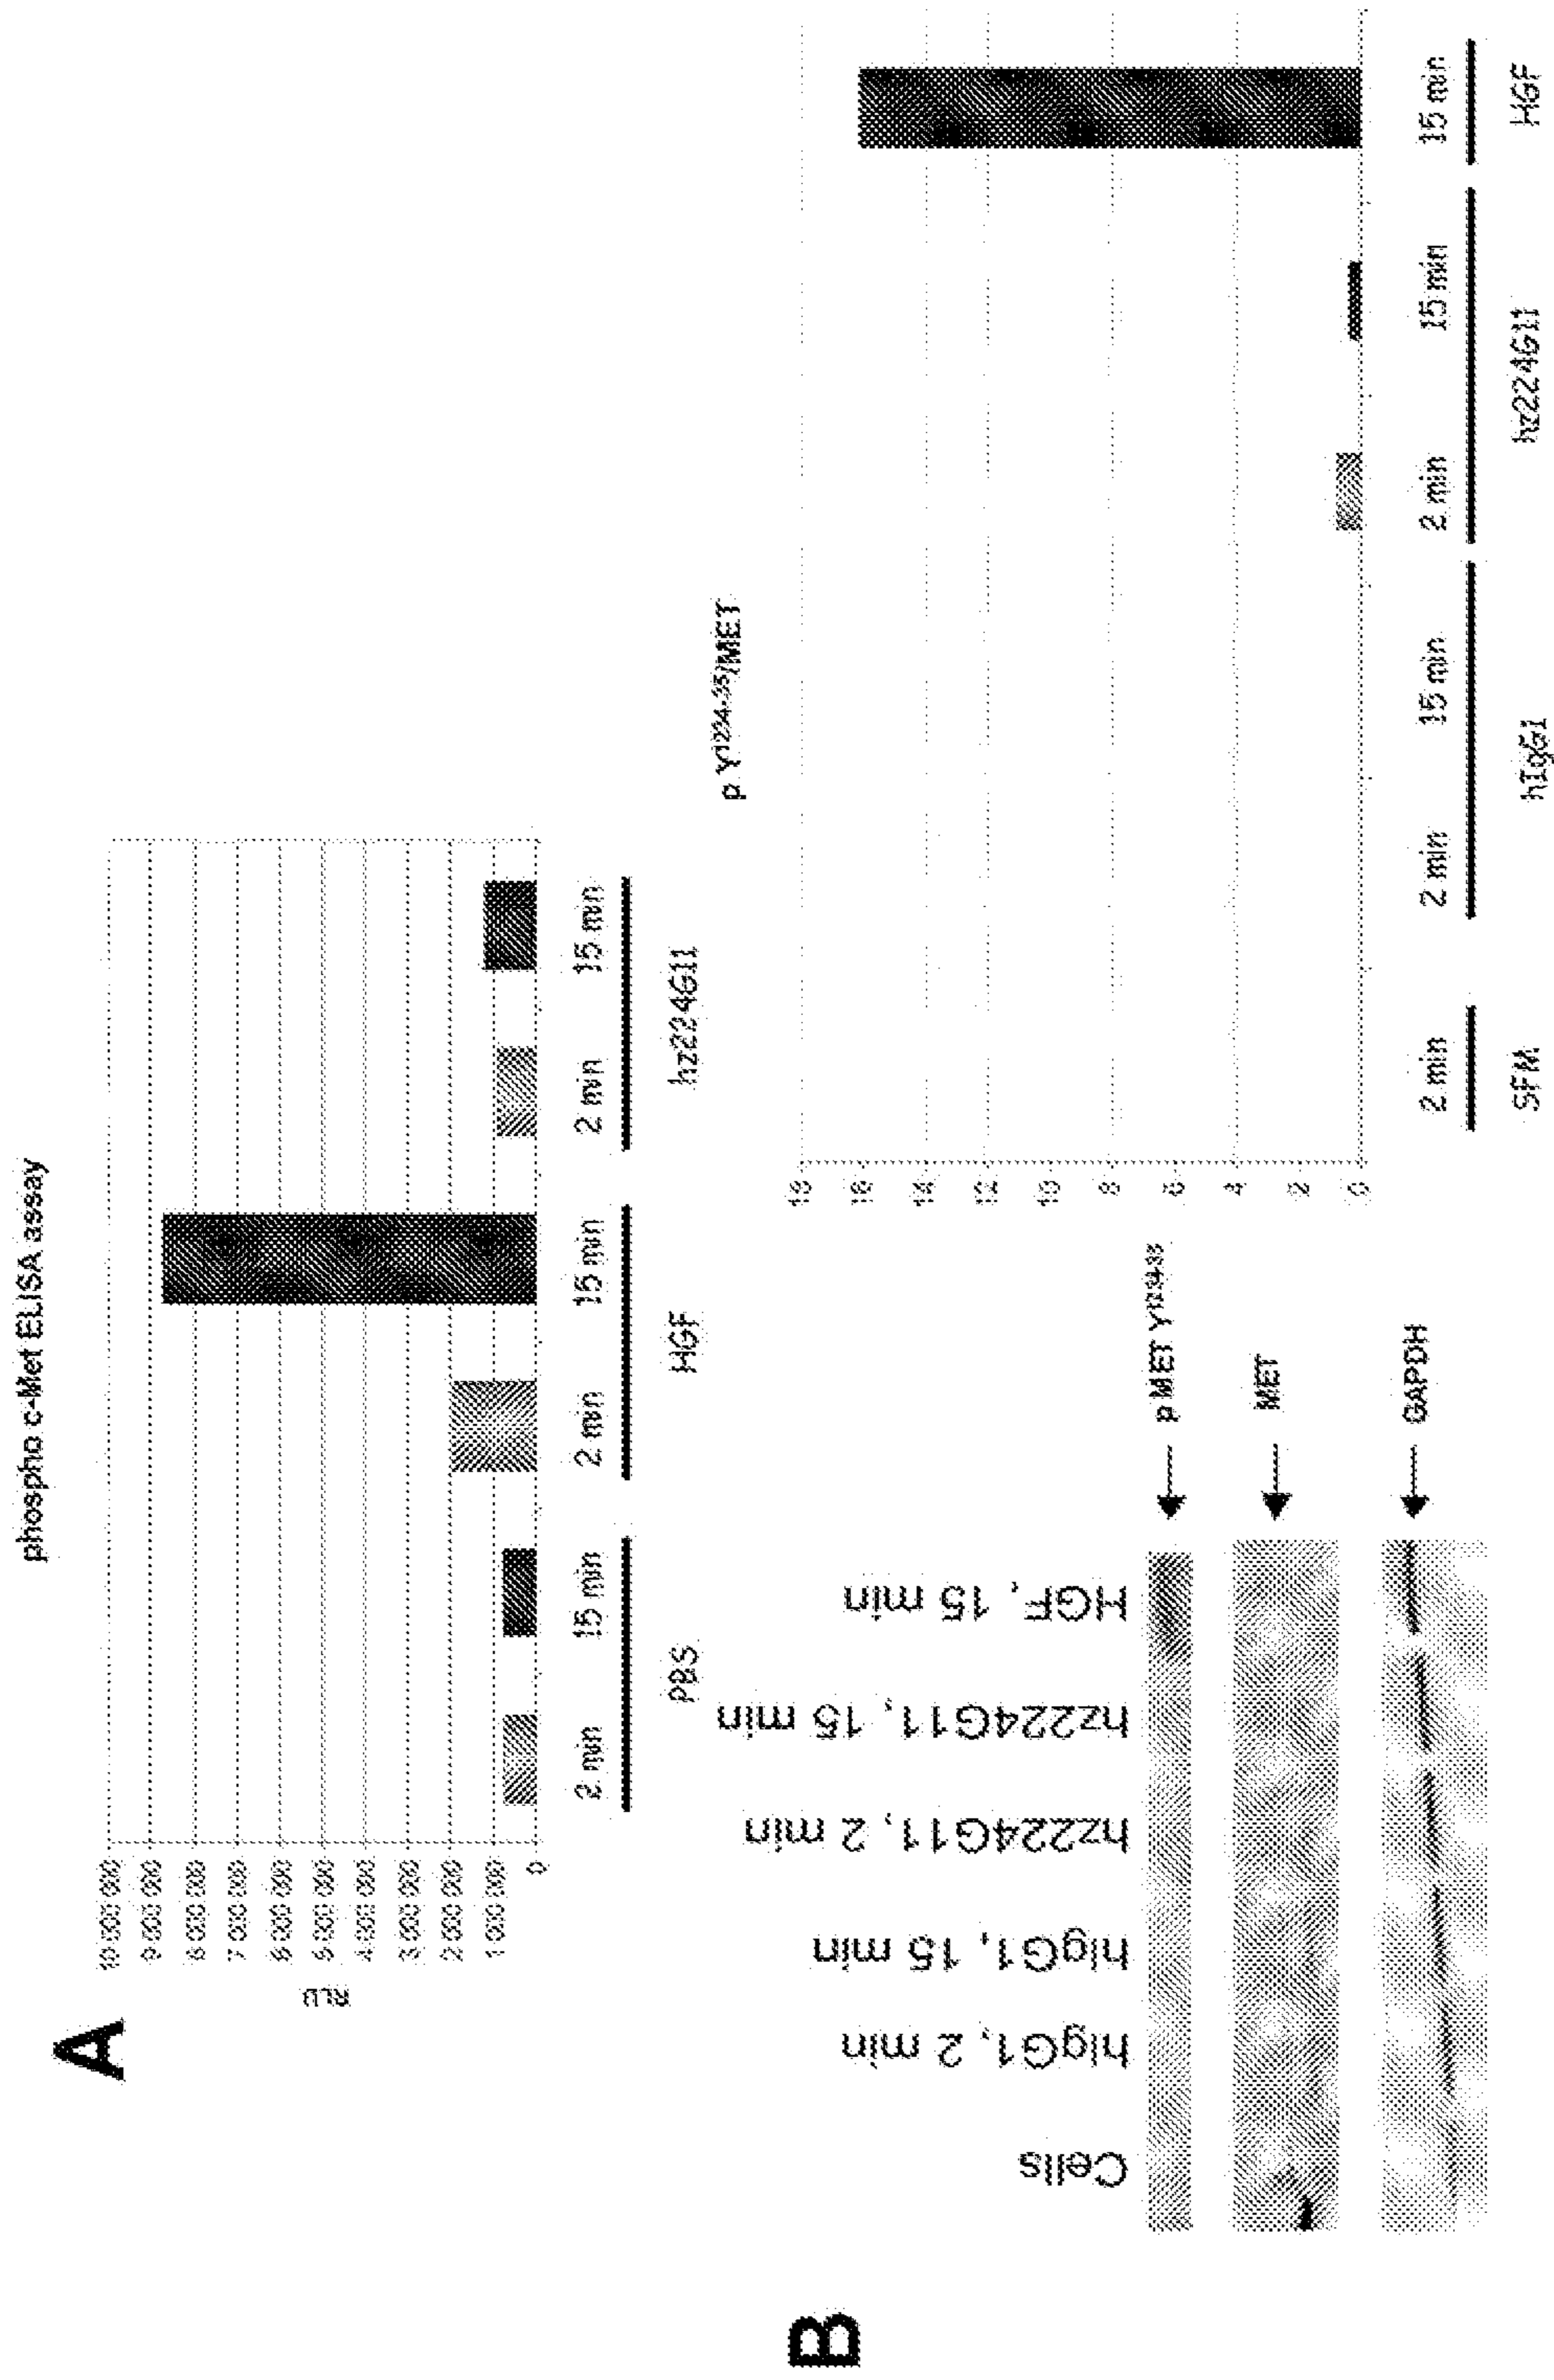 A
phospho c-Met ELISA assay
RLU
10 000 000
9 000 000
8 000 000
7 000 000
6 000 000
5 000 000
4 000 000
3 000 000
2 000 000
1 000 000
0
2 min 15 min 2 min 15 min 2 min 15 min
PBS HGF hz224G11
B
Cells
hIgG1, 2 min
hIgG1, 15 min
hz224G11, 2 min
hz224G11, 15 min
HGF, 15 min
p MET Y1234-35
MET
GAPDH
p Y1234-35/MET
18
16
14
12
10
8
6
4
2
0
2 min 2 min 15 min 2 min 15 min 15 min
SFM hIgG1 hz224G11 HGF